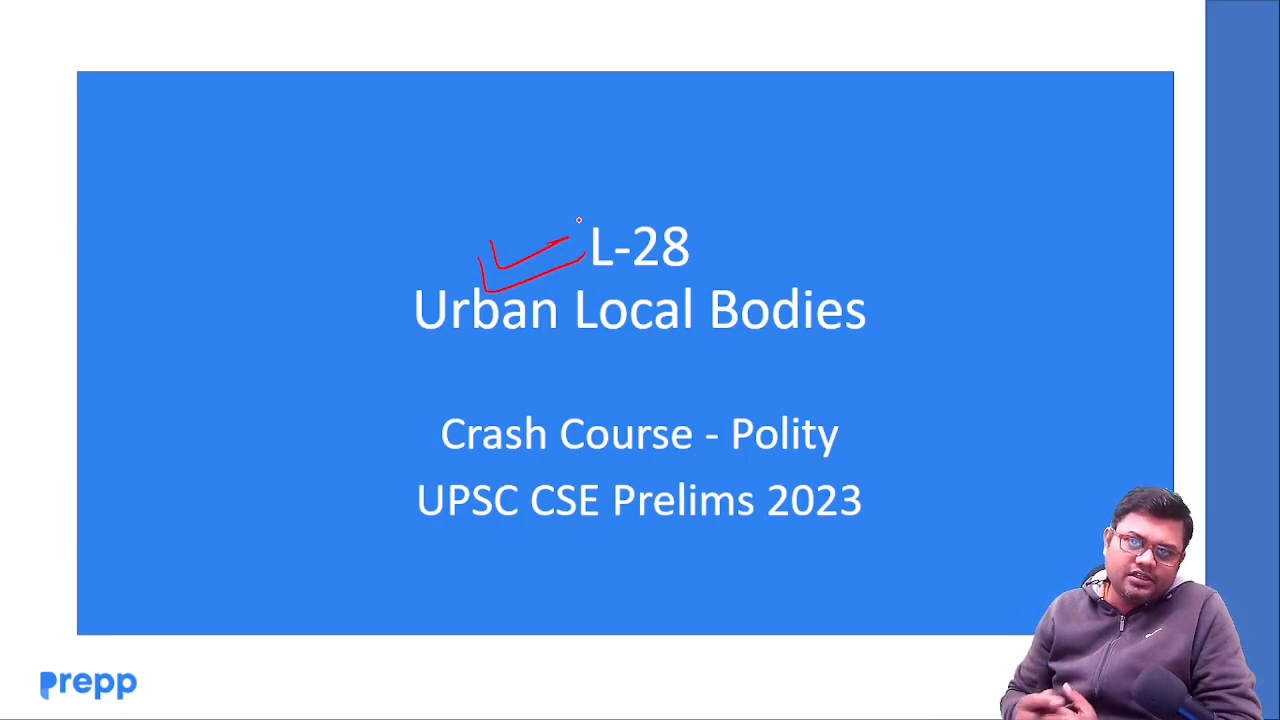 L-28
Urban Local Bodies
Crash Course - Polity
UPSC CSE Prelims 2023
prepp